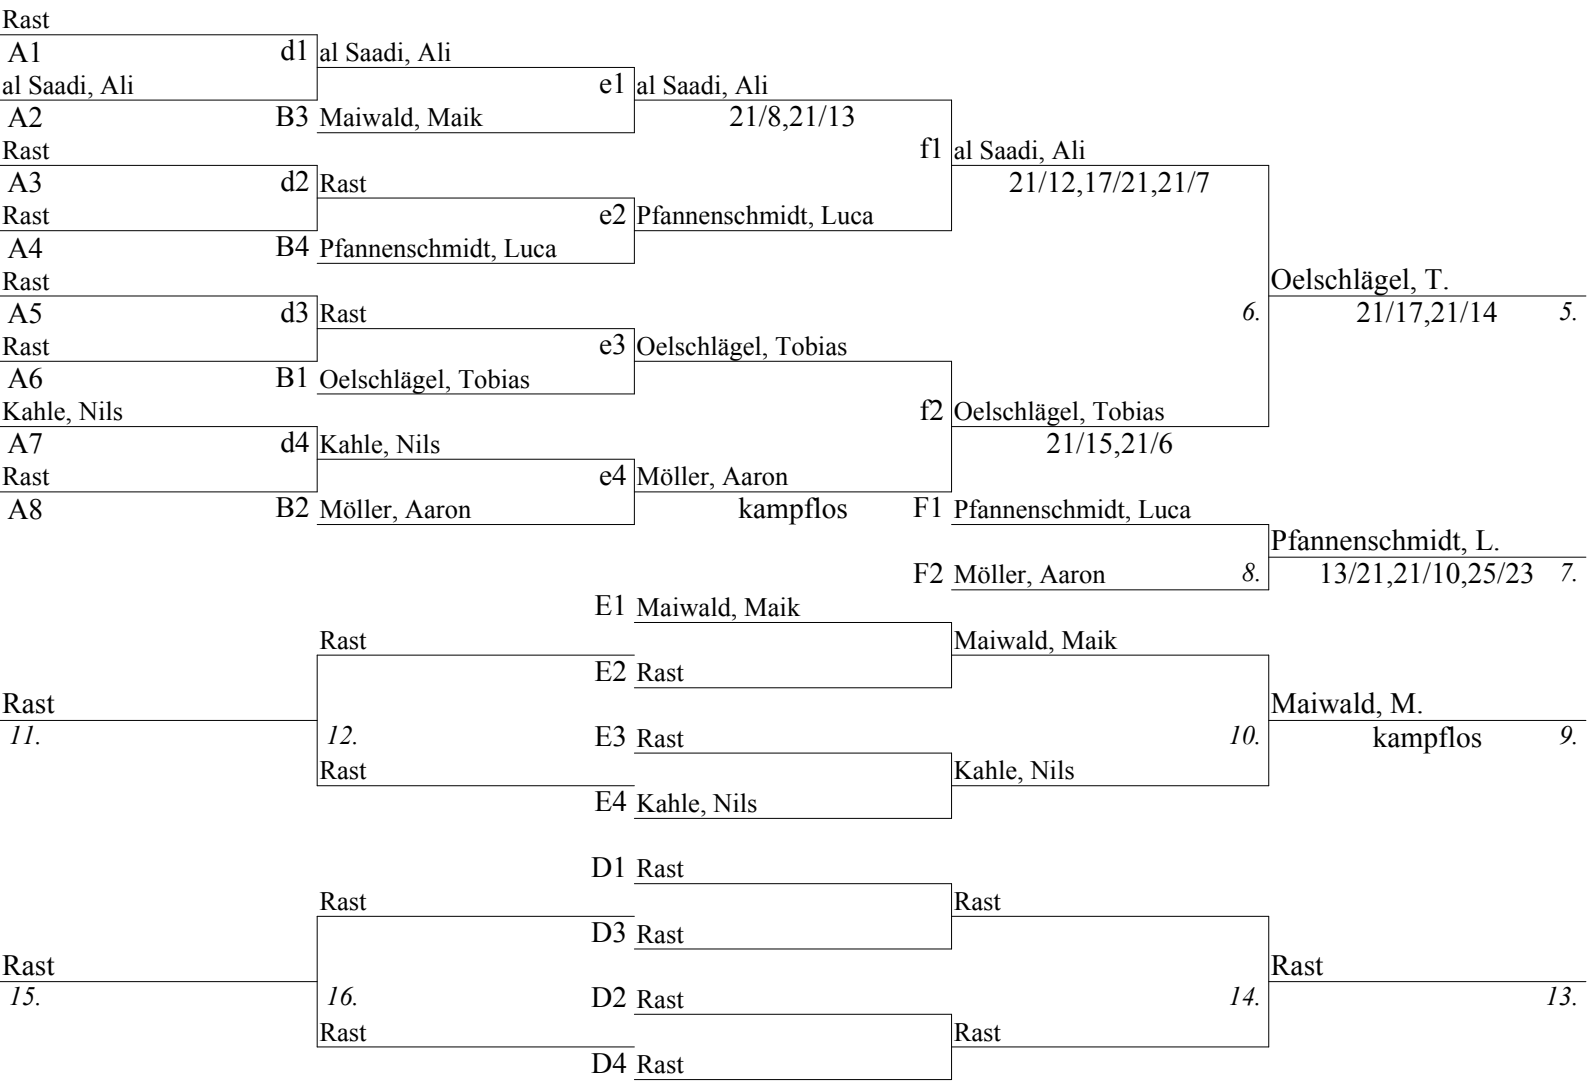 Rast
A1 d1 al Saadi, Ali
al Saadi, Ali e1 al Saadi, Ali
A2 B3 Maiwald, Maik 21/8,21/13
Rast f1 al Saadi, Ali
A3 d2 Rast 21/12,17/21,21/7
Rast e2 Pfannenschmidt, Luca
A4 B4 Pfannenschmidt, Luca
Rast Oelschlägel, T.
A5 d3 Rast 6. 21/17,21/14 5.
Rast e3 Oelschlägel, Tobias
A6 B1 Oelschlägel, Tobias
Kahle, Nils f2 Oelschlägel, Tobias
A7 d4 Kahle, Nils 21/15,21/6
Rast e4 Möller, Aaron
A8 B2 Möller, Aaron kampflos F1 Pfannenschmidt, Luca
Pfannenschmidt, L.
F2 Möller, Aaron 8. 13/21,21/10,25/23 7.
E1 Maiwald, Maik
Rast Maiwald, Maik
E2 Rast
Rast Maiwald, M.
11. 12. E3 Rast 10. kampflos 9.
Rast Kahle, Nils
E4 Kahle, Nils
D1 Rast
Rast Rast
D3 Rast
Rast Rast
15. 16. D2 Rast 14. 13.
Rast Rast
D4 Rast